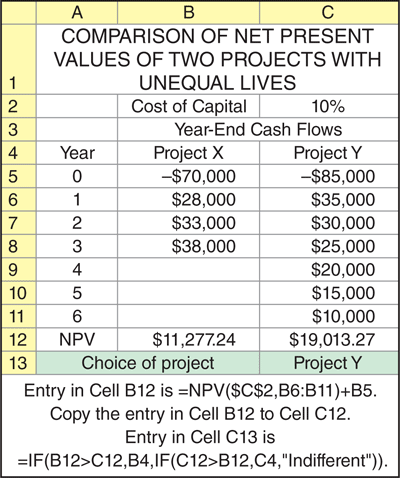 A B C
1 COMPARISON OF NET PRESENT
VALUES OF TWO PROJECTS WITH
UNEQUAL LIVES
2 Cost of Capital 10%
3 Year-End Cash Flows
4 Year Project X Project Y
5 0 –$70,000 –$85,000
6 1 $28,000 $35,000
7 2 $33,000 $30,000
8 3 $38,000 $25,000
9 4 $20,000
10 5 $15,000
11 6 $10,000
12 NPV $11,277.24 $19,013.27
13 Choice of project Project Y
Entry in Cell B12 is =NPV($C$2,B6:B11)+B5.
Copy the entry in Cell B12 to Cell C12.
Entry in Cell C13 is
=IF(B12>C12,B4,IF(C12>B12,C4,"Indifferent")).